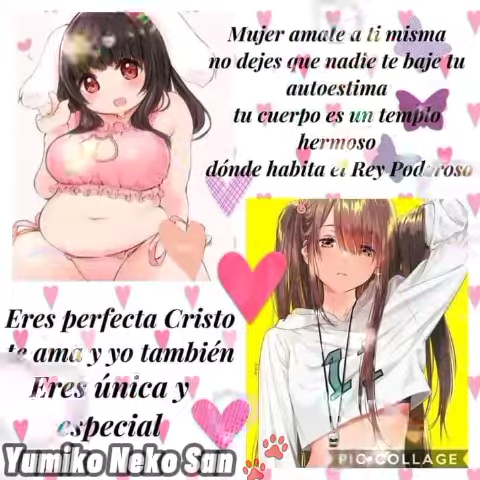 Mujer amate a ti misma
no dejes que nadie te baje tu
autoestima
tu cuerpo es un templo
hermoso
dónde habita el Rey Poderoso
Eres perfecta Cristo
te ama y yo también
Eres única y
especial
Yumiko Neko San
PIC COLLAGE